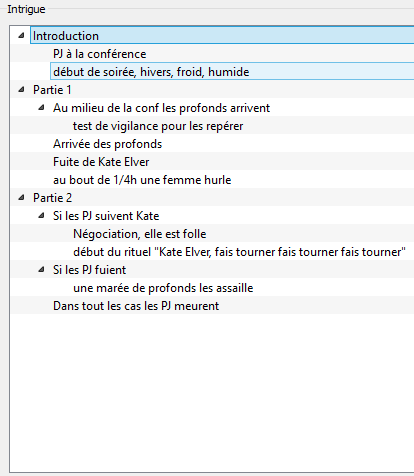 Intrigue
Introduction
PJ à la conférence
début de soirée, hivers, froid, humide
Partie 1
Au milieu de la conf les profonds arrivent
test de vigilance pour les repérer
Arrivée des profonds
Fuite de Kate Elver
au bout de 1/4h une femme hurle
Partie 2
Si les PJ suivent Kate
Négociation, elle est folle
début du rituel "Kate Elver, fais tourner fais tourner fais tourner"
Si les PJ fuient
une marée de profonds les assaille
Dans tout les cas les PJ meurent